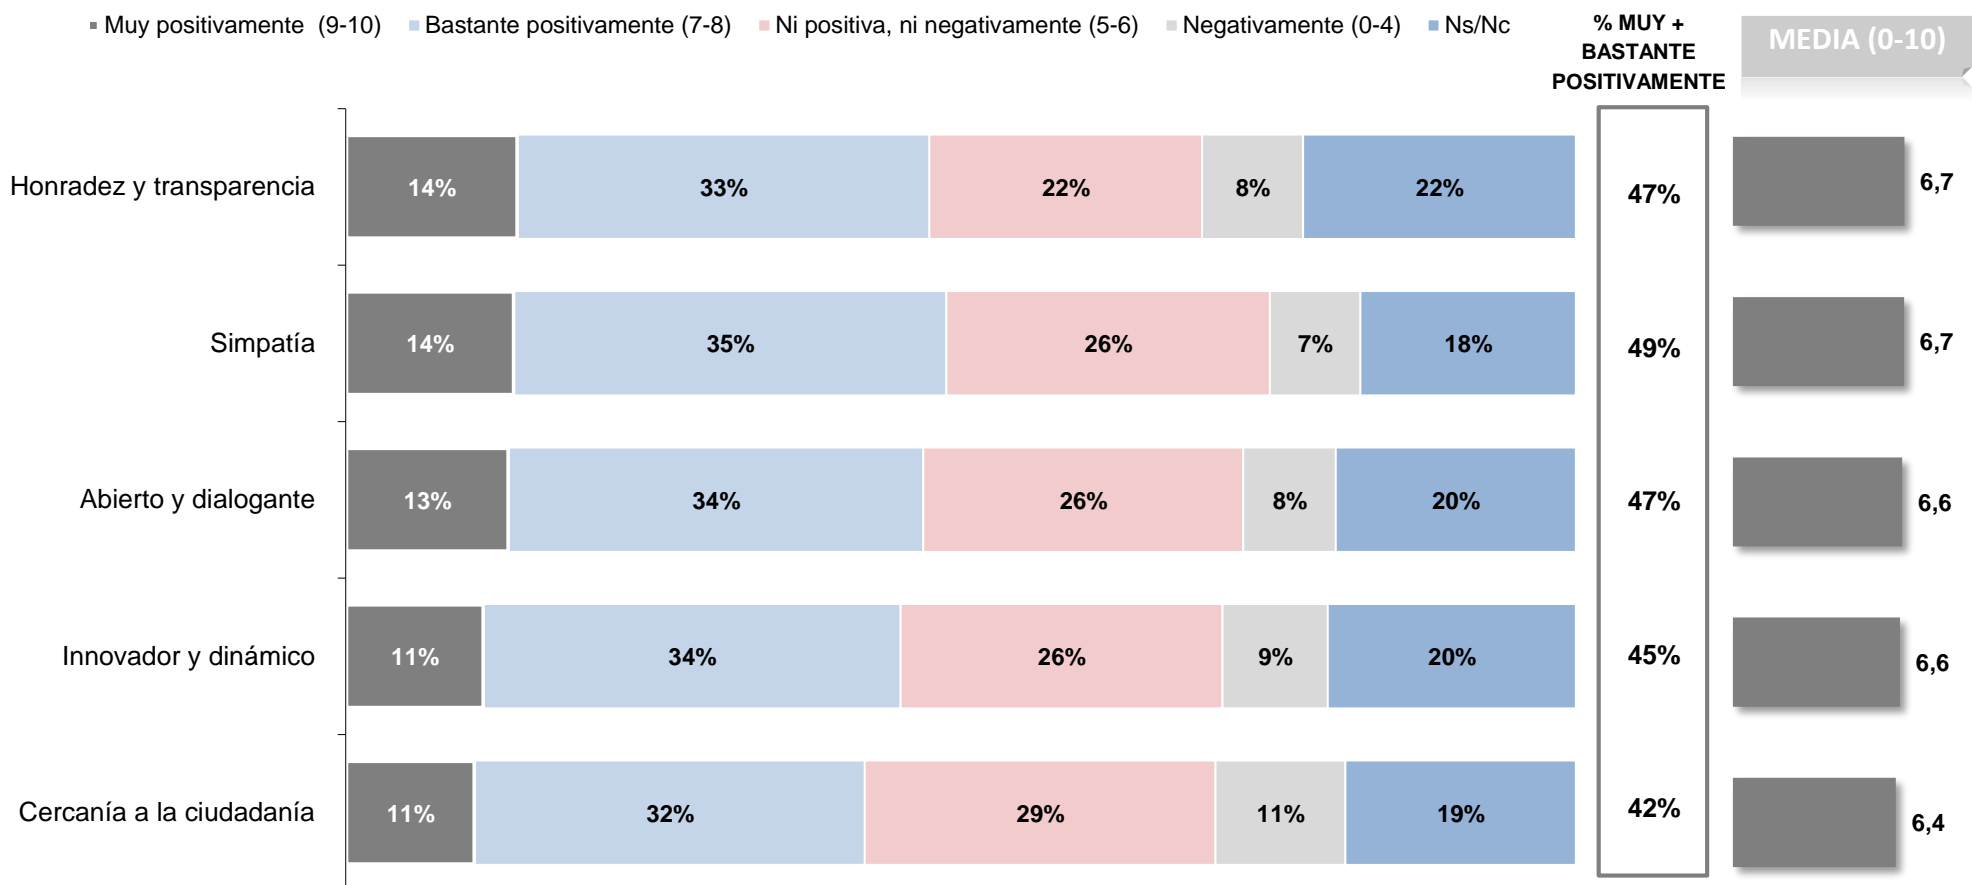 Muy positivamente (9-10) Bastante positivamente (7-8) Ni positiva, ni negativamente (5-6) Negativamente (0-4) Ns/Nc
% MUY +
BASTANTE
POSITIVAMENTE
MEDIA (0-10)
Honradez y transparencia 14% 33% 22% 8% 22% 47% 6,7
Simpatía 14% 35% 26% 7% 18% 49% 6,7
Abierto y dialogante 13% 34% 26% 8% 20% 47% 6,6
Innovador y dinámico 11% 34% 26% 9% 20% 45% 6,6
Cercanía a la ciudadanía 11% 32% 29% 11% 19% 42% 6,4